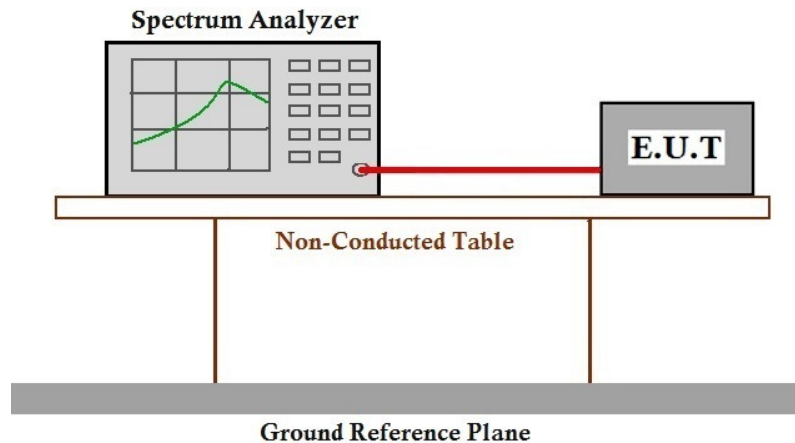 Spectrum Analyzer
E.U.T
Non-Conducted Table
Ground Reference Plane